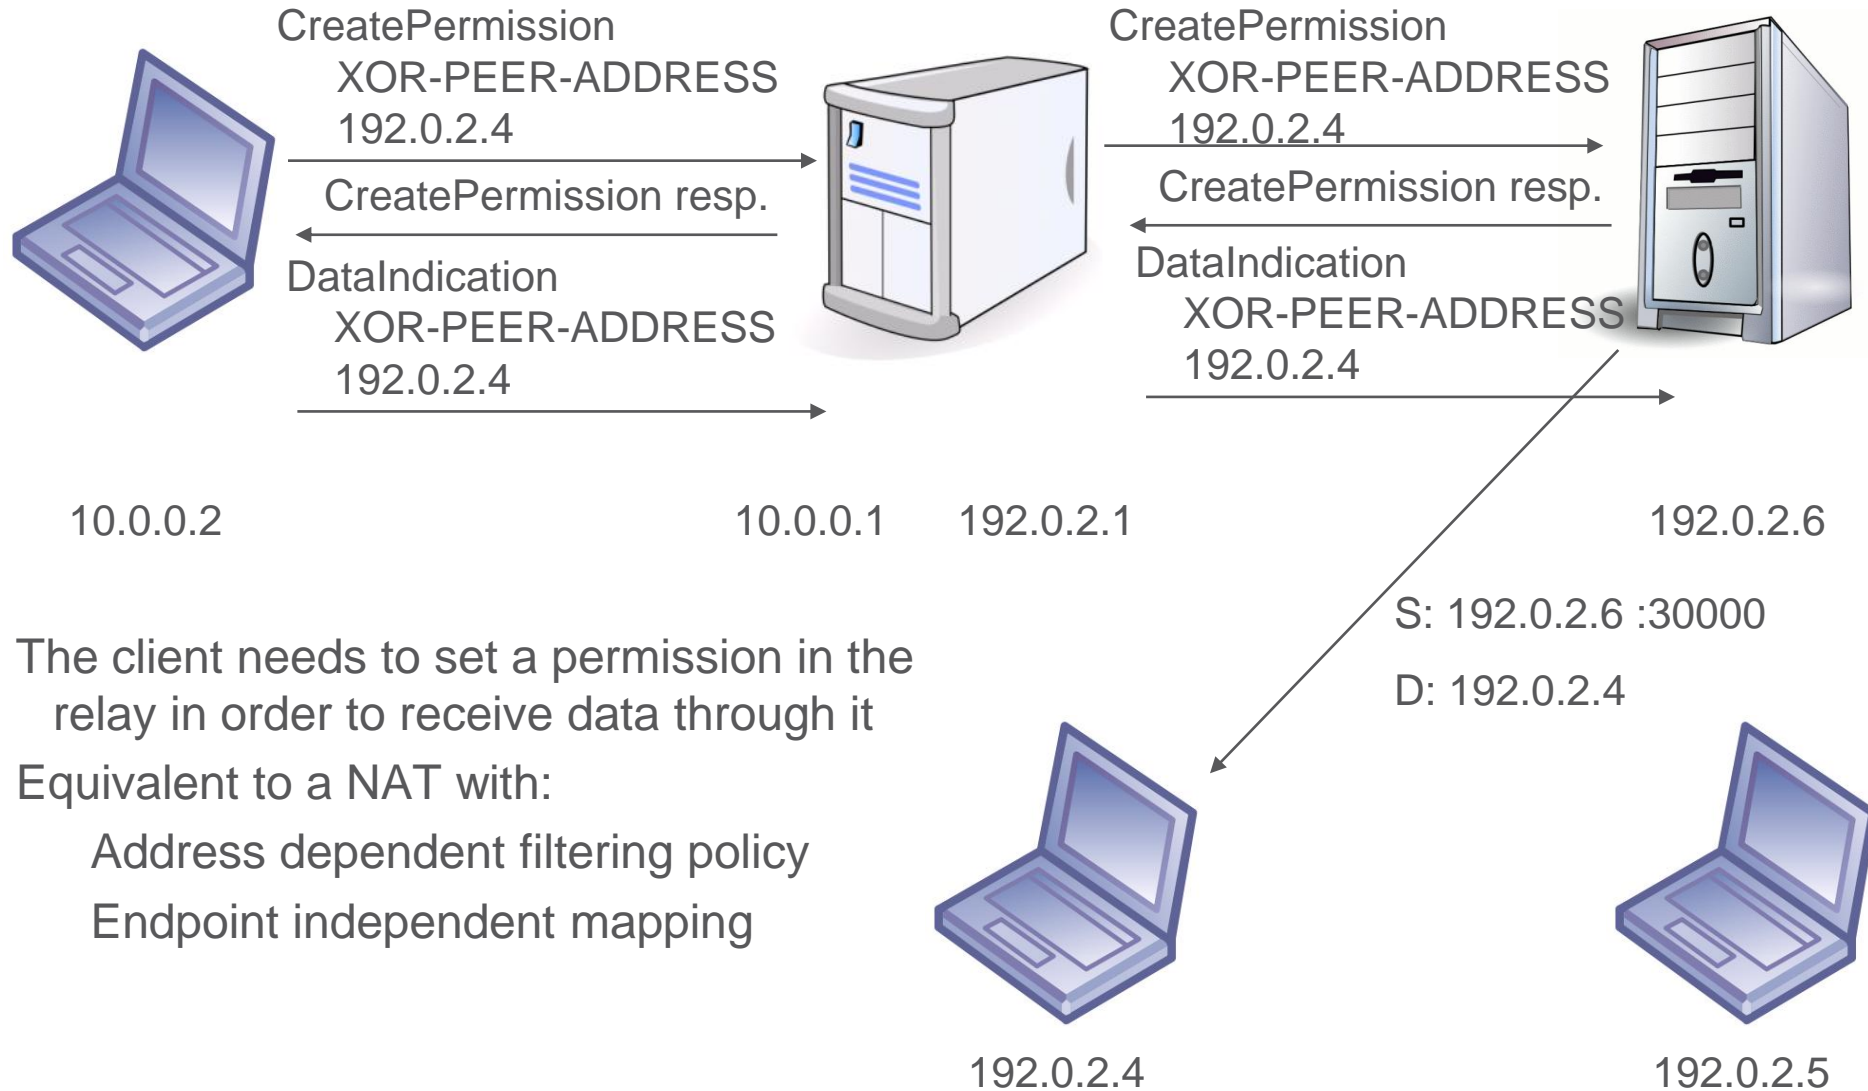 CreatePermission
XOR-PEER-ADDRESS
192.0.2.4
CreatePermission resp.
DataIndication
XOR-PEER-ADDRESS
192.0.2.4
CreatePermission
XOR-PEER-ADDRESS
192.0.2.4
CreatePermission resp.
DataIndication
XOR-PEER-ADDRESS
192.0.2.4
10.0.0.2
10.0.0.1
192.0.2.1
192.0.2.6
S: 192.0.2.6 :30000
D: 192.0.2.4
The client needs to set a permission in the
relay in order to receive data through it
Equivalent to a NAT with:
Address dependent filtering policy
Endpoint independent mapping
192.0.2.4
192.0.2.5